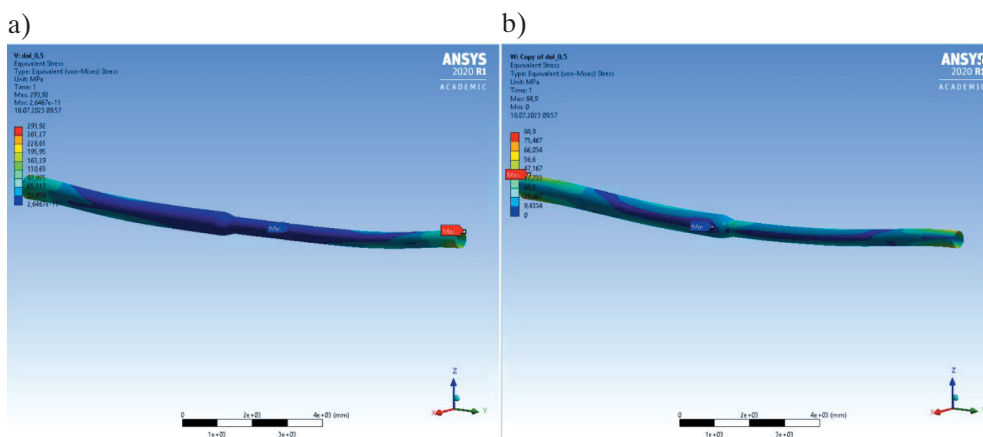 a)
b)
V: dol_0,5
Equivalent Stress
Type: Equivalent (von-Mises) Stress
Unit: MPa
Time: 1
Max: 293,92
Min: 2,6467e-11
18.07.2023 09:57
293,92
261,27
228,61
195,95
163,29
130,63
97,975
65,317
2,6467e-11
ANSYS
2020 R1
ACADEMIC
Min
Max
Z
X
Y
0
2e+03
4e+03 (mm)
1e+03
3e+03
W: Copy of dol_0,5
Equivalent Stress
Type: Equivalent (von-Mises) Stress
Unit: MPa
Time: 1
Max: 84,9
Min: 0
18.07.2023 09:57
84,9
75,467
66,034
56,6
47,167
9,4334
0
ANSYS
2020 R1
ACADEMIC
Max
Min
Z
X
Y
0
2e+03
4e+03 (mm)
1e+03
3e+03